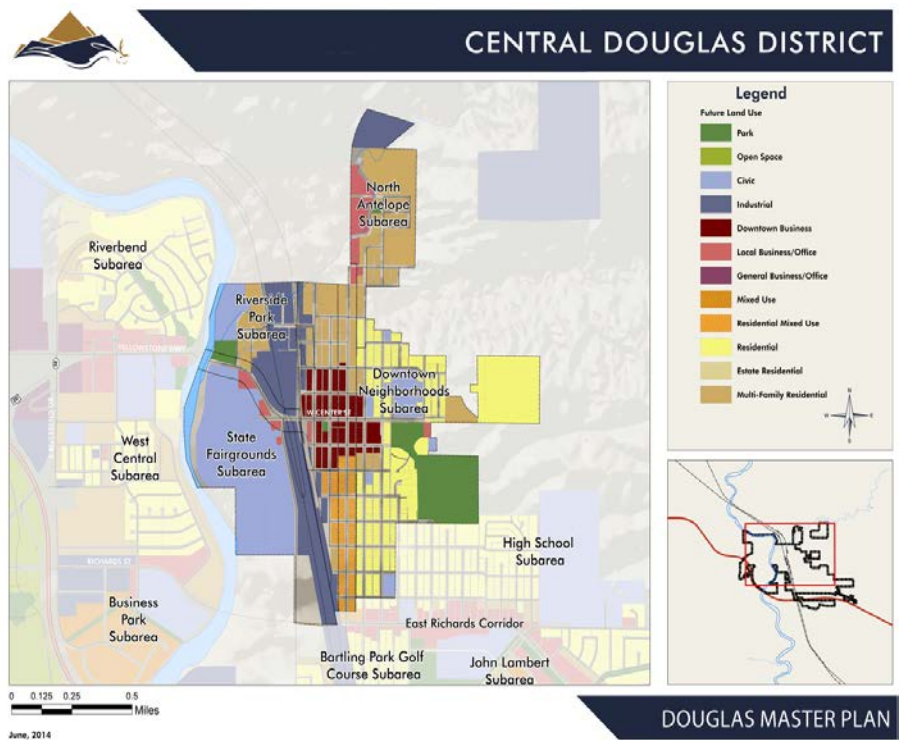 CENTRAL DOUGLAS DISTRICT
Legend
Future Land Use
Park
Open Space
Civic
Industrial
Downtown Business
Local Business/Office
General Business/Office
Mixed Use
Residential Mixed Use
Residential
Estate Residential
Multi-Family Residential
N
W
E
S
North
Antelope
Subarea
Riverbend
Subarea
Riverside
Park
Subarea
YELLOWSTONE HWY
Downtown
Neighborhoods
Subarea
W CENTER ST
State
Fairgrounds
Subarea
West
Central
Subarea
High School
Subarea
RICHARDS ST
Business
Park
Subarea
East Richards Corridor
Bartling Park Golf
Course Subarea
John Lambert
Subarea
0 0.125 0.25 0.5
Miles
June, 2014
DOUGLAS MASTER PLAN